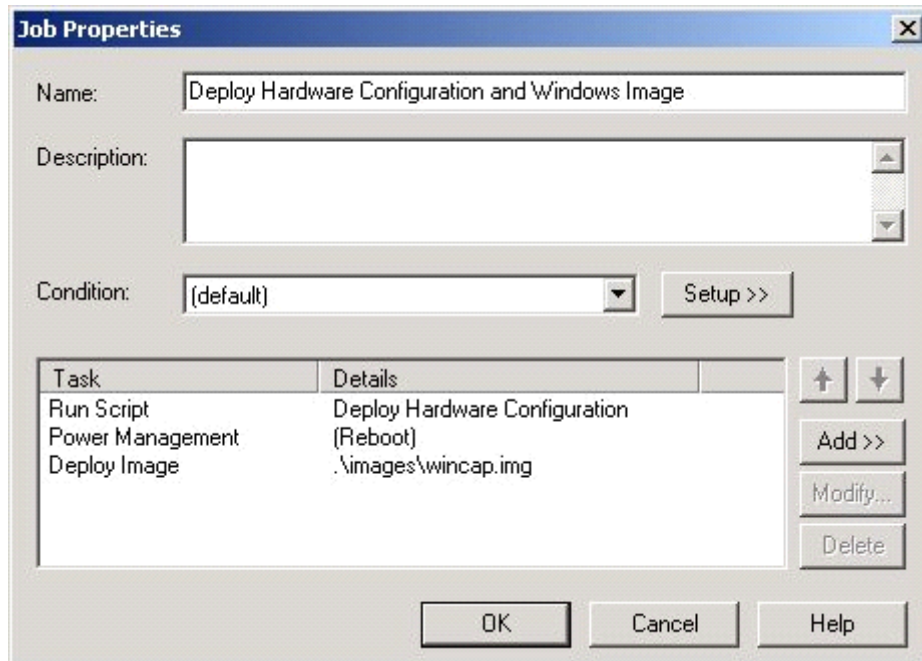 Job Properties
Name: Deploy Hardware Configuration and Windows Image
Description:
Condition: (default) Setup >>
Task Details
Run Script Deploy Hardware Configuration
Power Management (Reboot)
Deploy Image .\images\wincap.img
Add >>
Modify...
Delete
OK Cancel Help